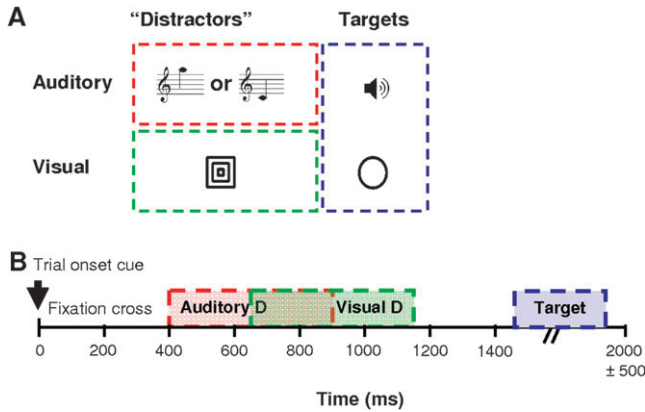 A
“Distractors”
Targets
Auditory
or
Visual
B
Trial onset cue
Fixation cross
Auditory D
Visual D
Target
0
200
400
600
800
1000
1200
1400
2000
± 500
Time (ms)